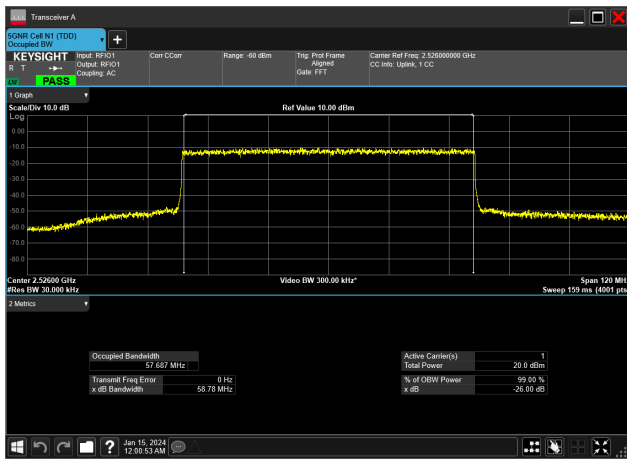 Transceiver A
5GNR Cell N1 (TDD)
Occupied BW
KEYSIGHT
R T
LNI
PASS
Input: RFIO1
Output: RFIO1
Coupling: AC
Corr CCorr
Range: -60 dBm
Trig: Prot Frame
Aligned
Gate: FFT
Carrier Ref Freq: 2.526000000 GHz
CC Info: Uplink, 1 CC
1 Graph
Scale/Div 10.0 dB
Ref Value 10.00 dBm
Log
0.00
-10.0
-20.0
-30.0
-40.0
-50.0
-60.0
-70.0
-80.0
Center 2.52600 GHz
Video BW 300.00 kHz*
Span 120 MH
#Res BW 30.000 kHz
Sweep 159 ms (4001 pts
2 Metrics
Occupied Bandwidth
57.687 MHz
Transmit Freq Error 0 Hz
x dB Bandwidth 58.78 MHz
Active Carrier(s) 1
Total Power 20.0 dBm
% of OBW Power 99.00 %
x dB -26.00 dB
Jan 15, 2024
12:00:53 AM